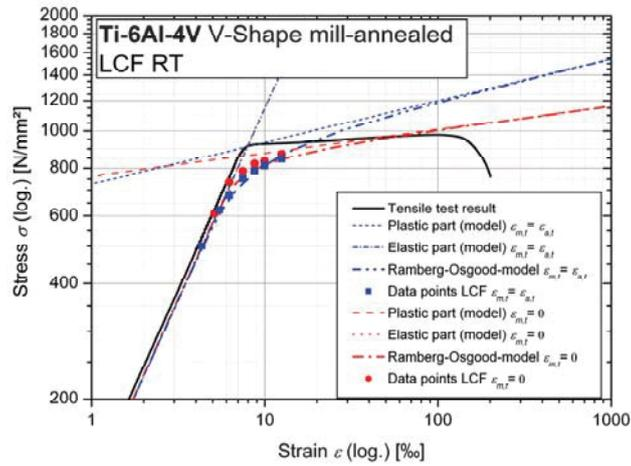 Ti-6Al-4V V-Shape mill-annealed
LCF RT
Stress σ (log.) [N/mm²]
2000
1800
1600
1400
1200
1000
800
600
400
200
Tensile test result
Plastic part (model) εm,t = εa,t
Elastic part (model) εm,t = εa,t
Ramberg-Osgood-model εm,t = εa,t
Data points LCF εm,t = εa,t
Plastic part (model) εm,t = 0
Elastic part (model) εm,t = 0
Ramberg-Osgood-model εm,t = 0
Data points LCF εm,t = 0
1 10 100 1000
Strain ε (log.) [‰]